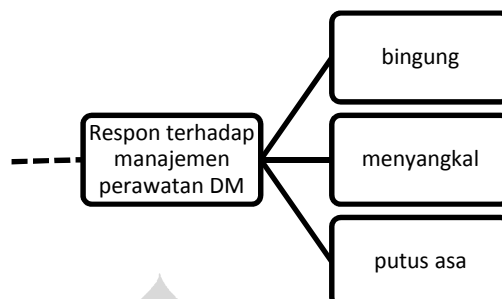 Respon terhadap
manajemen
perawatan DM
bingung
menyangkal
putus asa